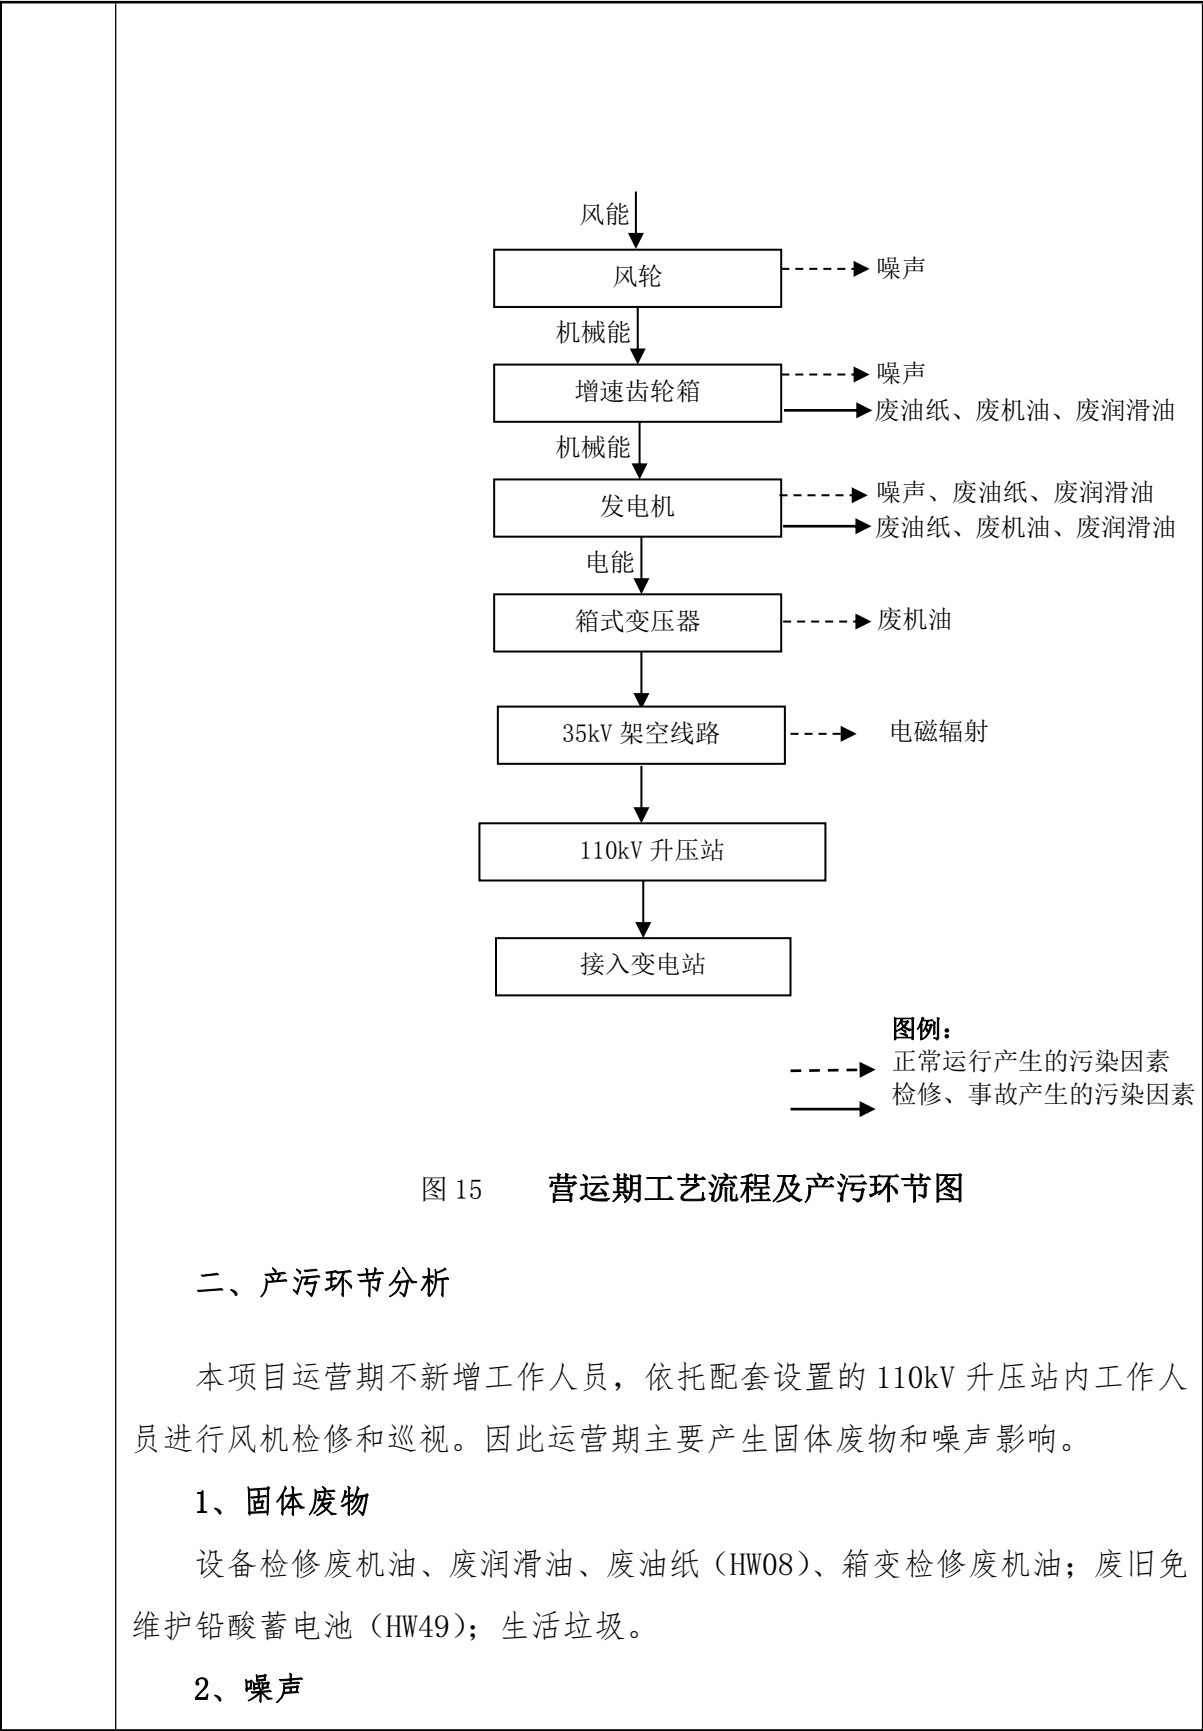 风能
风轮
噪声
机械能
增速齿轮箱
噪声
废油纸、废机油、废润滑油
机械能
发电机
噪声、废油纸、废润滑油
废油纸、废机油、废润滑油
电能
箱式变压器
废机油
35kV 架空线路
电磁辐射
110kV 升压站
接入变电站
图例：
正常运行产生的污染因素
检修、事故产生的污染因素
图 15 营运期工艺流程及产污环节图
二、产污环节分析
本项目运营期不新增工作人员，依托配套设置的 110kV 升压站内工作人
员进行风机检修和巡视。因此运营期主要产生固体废物和噪声影响。
1、固体废物
设备检修废机油、废润滑油、废油纸（HW08）、箱变检修废机油；废旧免
维护铅酸蓄电池（HW49）；生活垃圾。
2、噪声